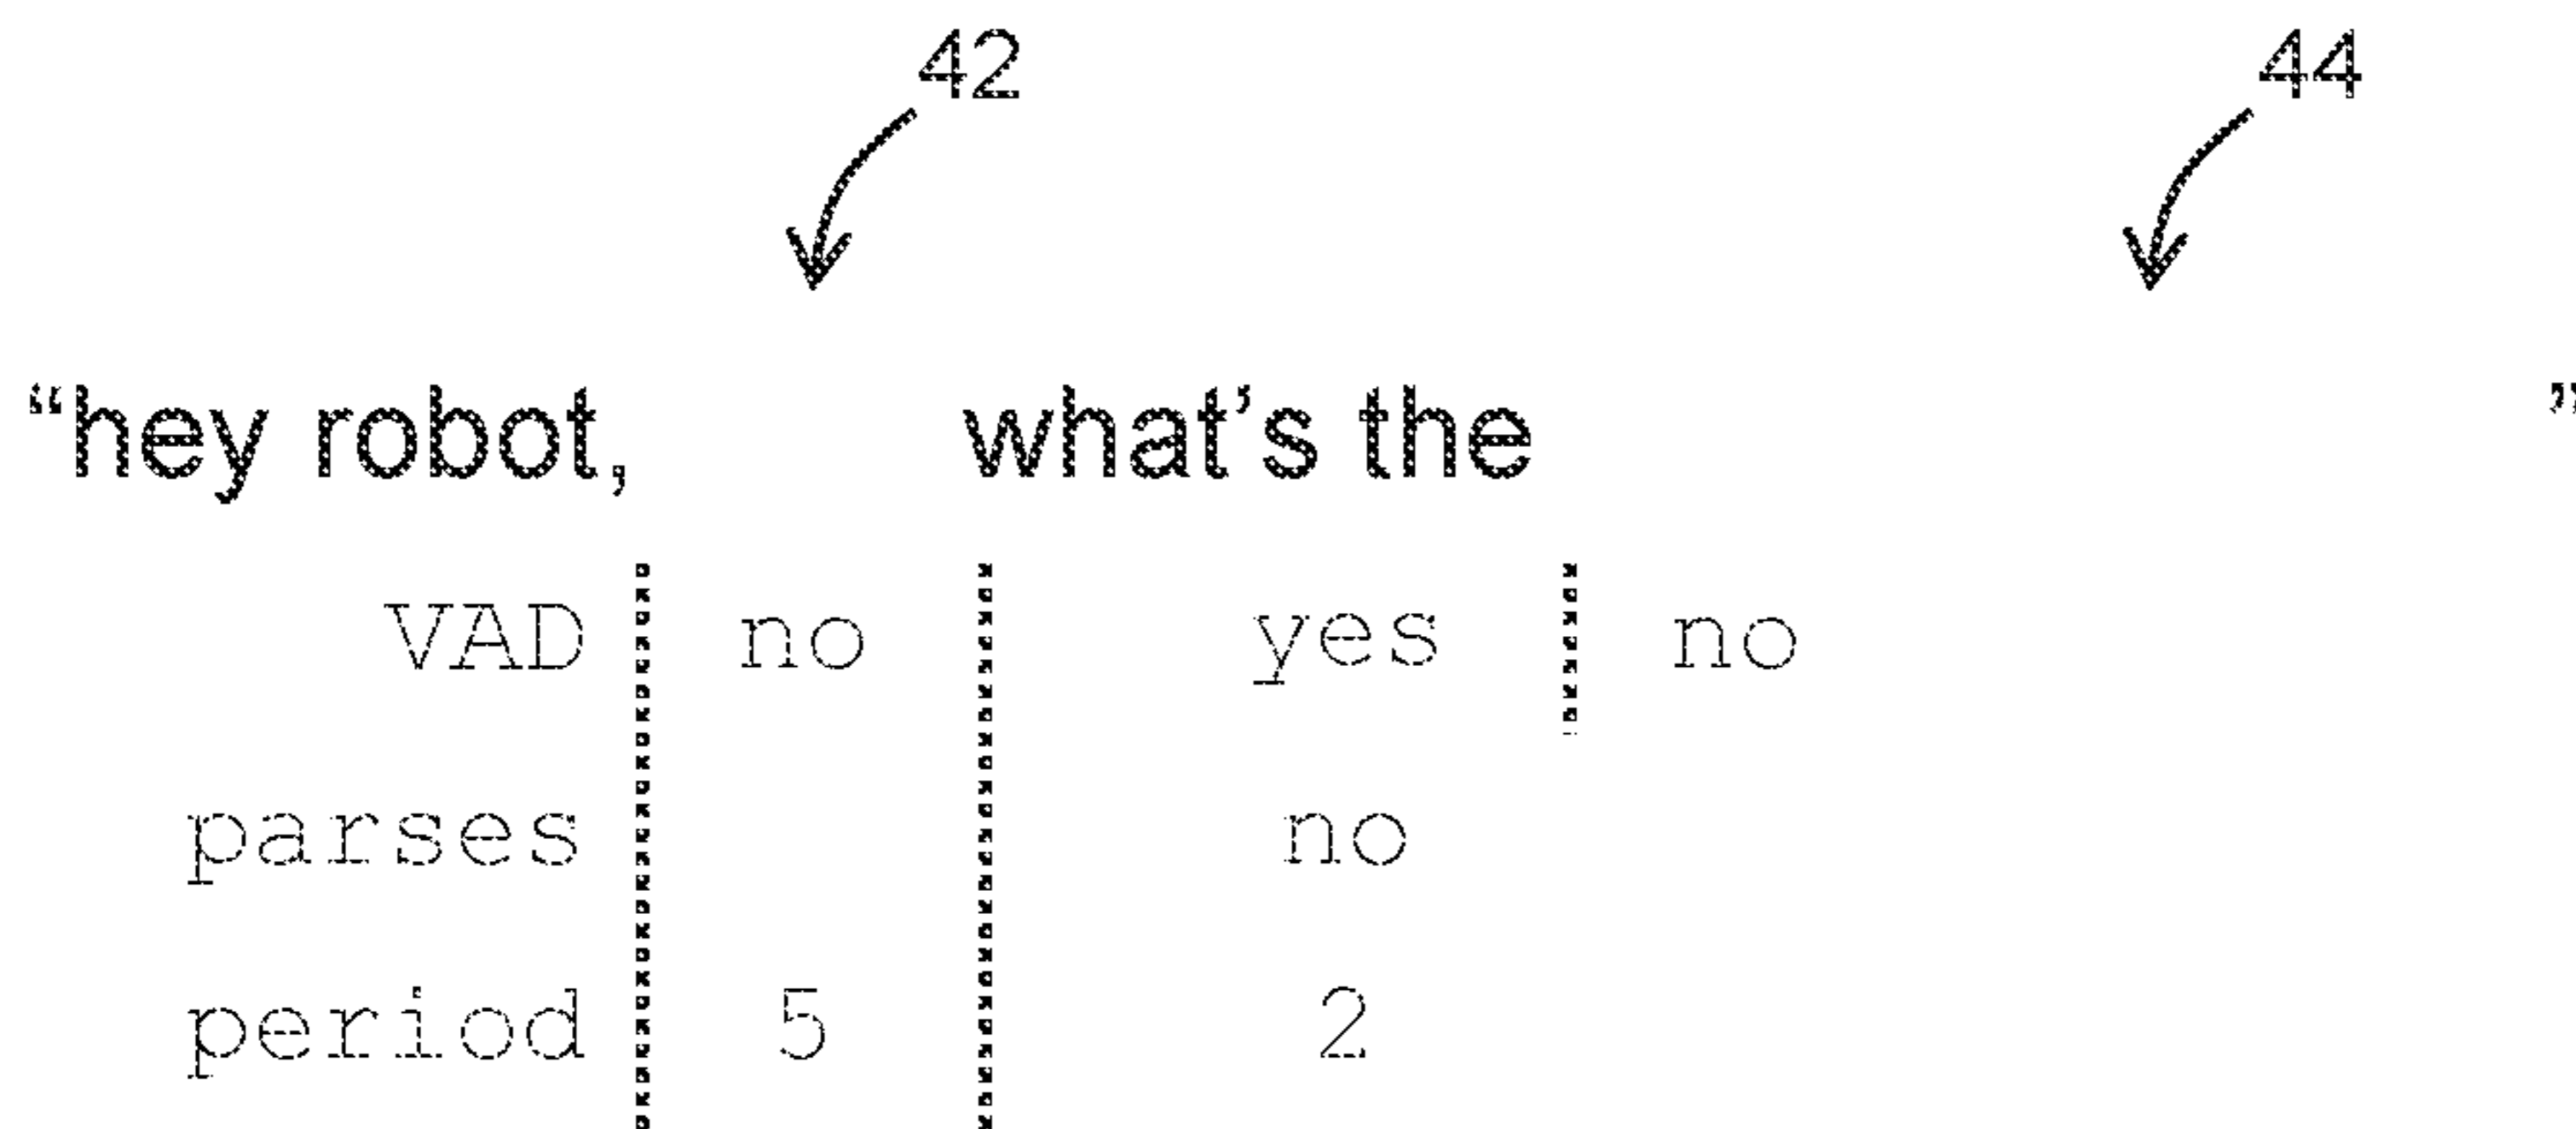 42 44
“hey robot, what’s the ”
VAD no yes no
parses no
period 5 2